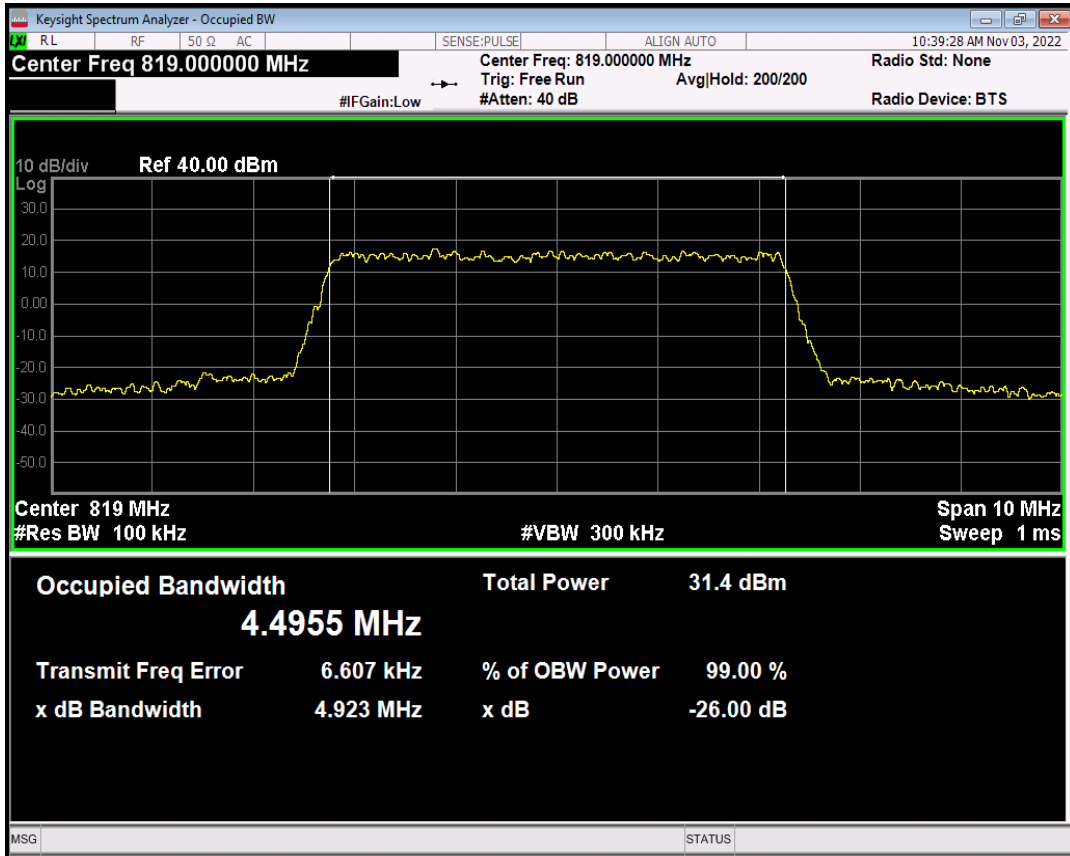 Keysight Spectrum Analyzer - Occupied BW
LXI RL RF 50 Ω AC SENSE:PULSE ALIGN AUTO 10:39:28 AM Nov 03, 2022
Center Freq 819.000000 MHz Center Freq: 819.000000 MHz Radio Std: None
Trig: Free Run Avg|Hold: 200/200
#IFGain:Low #Atten: 40 dB Radio Device: BTS
10 dB/div Ref 40.00 dBm
Log
30.0
20.0
10.0
0.00
-10.0
-20.0
-30.0
-40.0
-50.0
Center 819 MHz Span 10 MHz
#Res BW 100 kHz #VBW 300 kHz Sweep 1 ms
Occupied Bandwidth Total Power 31.4 dBm
4.4955 MHz
Transmit Freq Error 6.607 kHz % of OBW Power 99.00 %
x dB Bandwidth 4.923 MHz x dB -26.00 dB
MSG STATUS